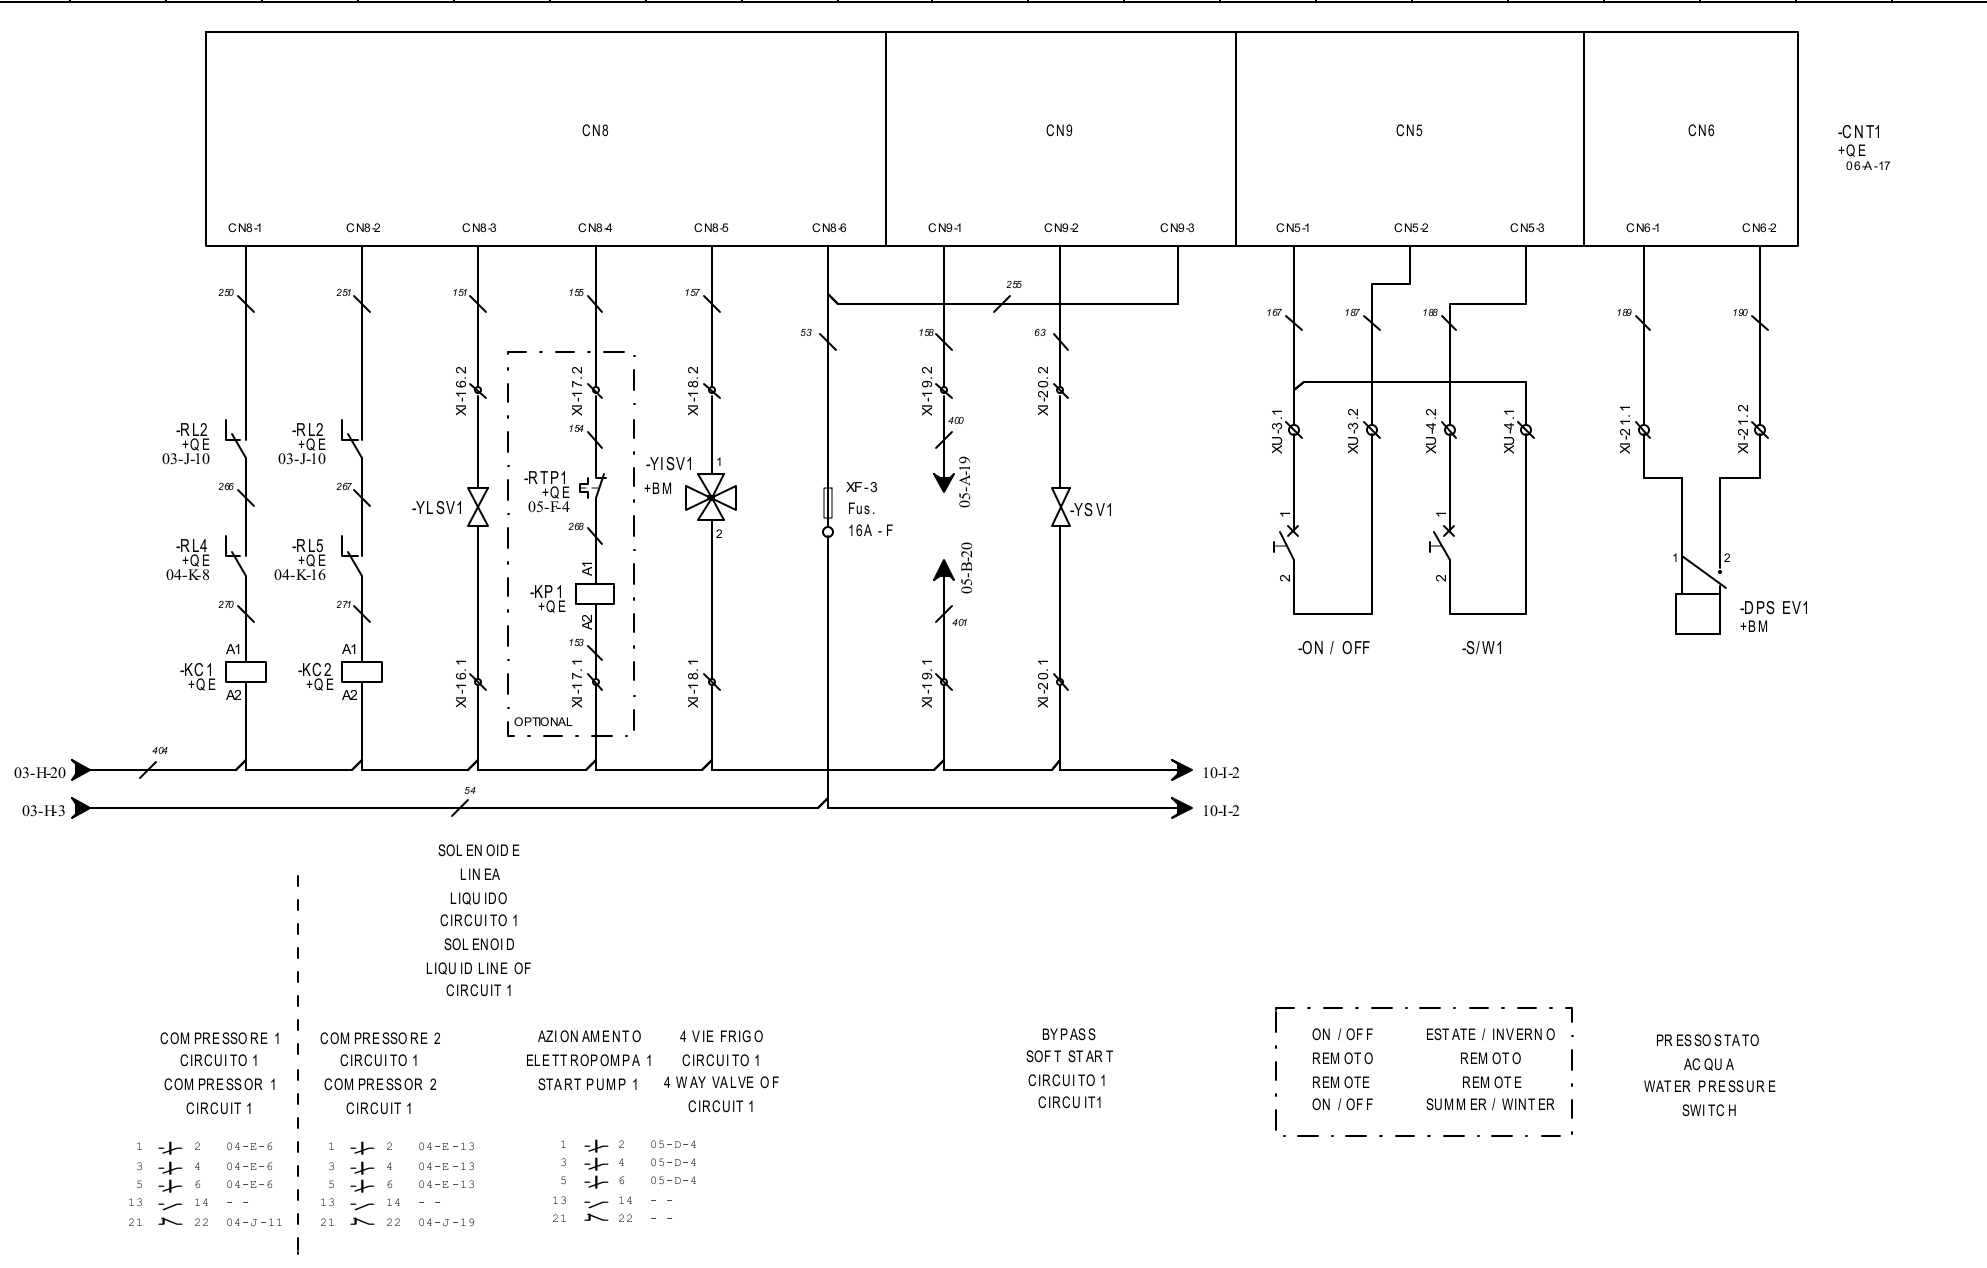 CN8
CN9
CN5
CN6
-CNT1
+QE
06-A-17
CN8-1
CN8-2
CN8-3
CN8-4
CN8-5
CN8-6
CN9-1
CN9-2
CN9-3
CN5-1
CN5-2
CN5-3
CN6-1
CN6-2
250
251
151
155
157
53
255
158
63
167
187
188
189
190
XI-16.2
XI-17.2
XI-18.2
XI-19.2
XI-20.2
XU-3.1
XU-3.2
XU-4.2
XU-4.1
XI-21.1
XI-21.2
-RL2
+QE
03-J-10
-RL2
+QE
03-J-10
154
400
05-A-19
266
267
-YLSV1
-RTP1
+QE
05-F-4
268
-YISV1
+BM
1
2
XF-3
Fus.
16A - F
-YSV1
1
2
1
2
-RL4
+QE
04-K-8
-RL5
+QE
04-K-16
A1
-KP1
+QE
A2
05-B-20
401
1
2
-DPS EV1
+BM
270
271
153
A1
-KC1
+QE
A2
A1
-KC2
+QE
A2
-ON / OFF
-S/W1
XI-16.1
XI-17.1
XI-18.1
XI-19.1
XI-20.1
OPTIONAL
404
03-H-20
10-I-2
54
03-H-3
10-I-2
SOLENOIDE
LINEA
LIQUIDO
CIRCUITO 1
SOLENOID
LIQUID LINE OF
CIRCUIT 1
COMPRESSORE 1
CIRCUITO 1
COMPRESSOR 1
CIRCUIT 1
COMPRESSORE 2
CIRCUITO 1
COMPRESSOR 2
CIRCUIT 1
AZIONAMENTO
ELETTROPOMPA 1
START PUMP 1
4 VIE FRIGO
CIRCUITO 1
4 WAY VALVE OF
CIRCUIT 1
BYPASS
SOFT START
CIRCUITO 1
CIRCUIT1
ON / OFF
REMOTO
REMOTE
ON / OFF
ESTATE / INVERNO
REMOTO
REMOTE
SUMMER / WINTER
PRESSOSTATO
ACQUA
WATER PRESSURE
SWITCH
1 2 04-E-6
3 4 04-E-6
5 6 04-E-6
13 14 - -
21 22 04-J-11
1 2 04-E-13
3 4 04-E-13
5 6 04-E-13
13 14 - -
21 22 04-J-19
1 2 05-D-4
3 4 05-D-4
5 6 05-D-4
13 14 - -
21 22 - -